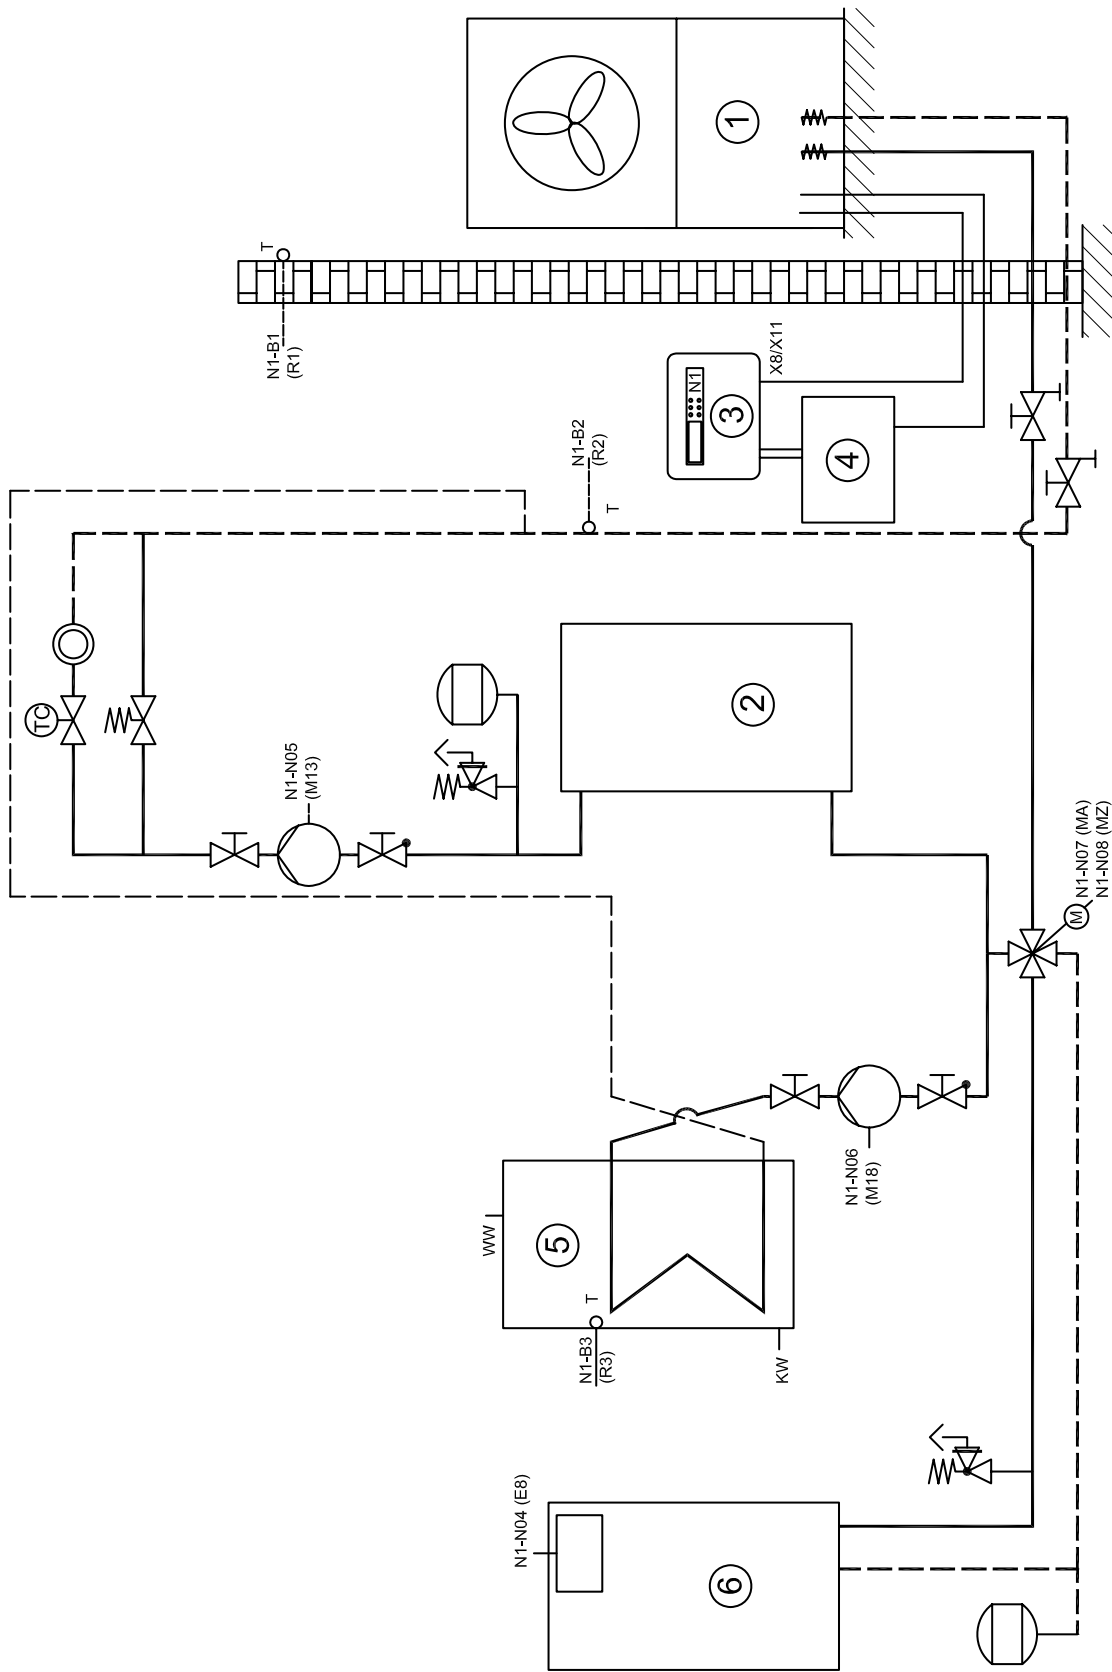 N1-N04 (E8)
6
N1-B3
(R3)
T
WW
5
KW
N1-N06
(M18)
M
N1-N07 (MA)
N1-N08 (MZ)
TC
N1-N05
(M13)
2
N1-B2
(R2)
T
N1-B1
(R1)
T
N1
3
X8/X11
4
1